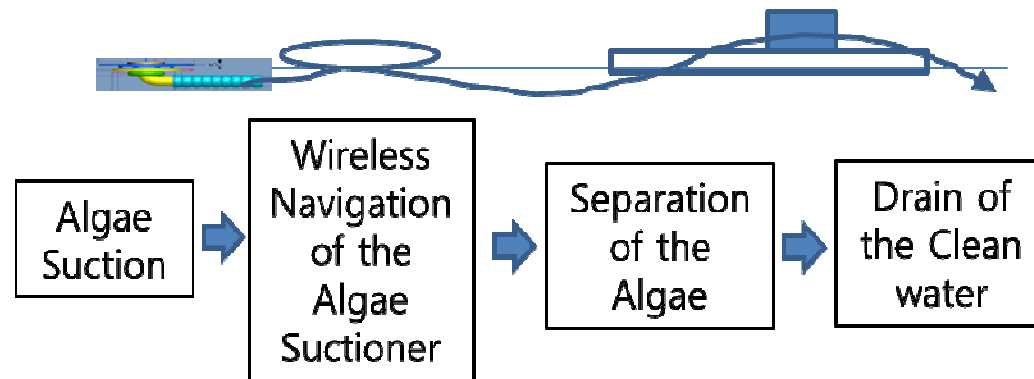 Algae
Suction
Wireless
Navigation
of the
Algae
Suctioner
Separation
of the
Algae
Drain of
the Clean
water